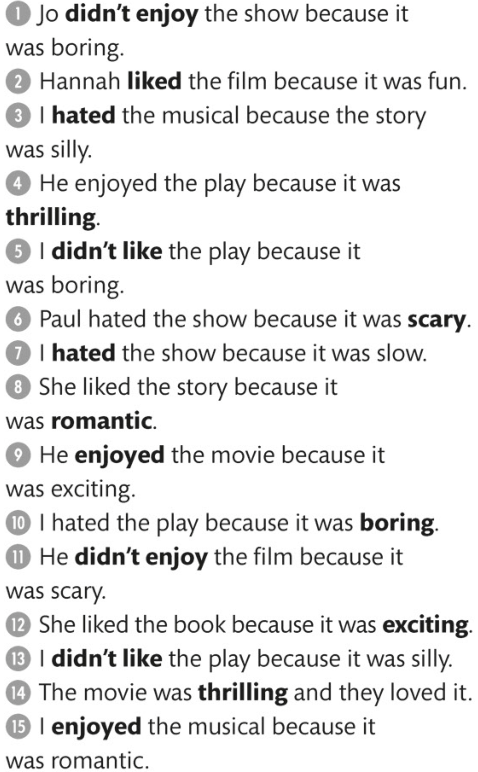 1 Jo didn't enjoy the show because it
was boring.
2 Hannah liked the film because it was fun.
3 I hated the musical because the story
was silly.
4 He enjoyed the play because it was
thrilling.
5 I didn't like the play because it
was boring.
6 Paul hated the show because it was scary.
7 I hated the show because it was slow.
8 She liked the story because it
was romantic.
9 He enjoyed the movie because it
was exciting.
10 I hated the play because it was boring.
11 He didn't enjoy the film because it
was scary.
12 She liked the book because it was exciting.
13 I didn't like the play because it was silly.
14 The movie was thrilling and they loved it.
15 I enjoyed the musical because it
was romantic.